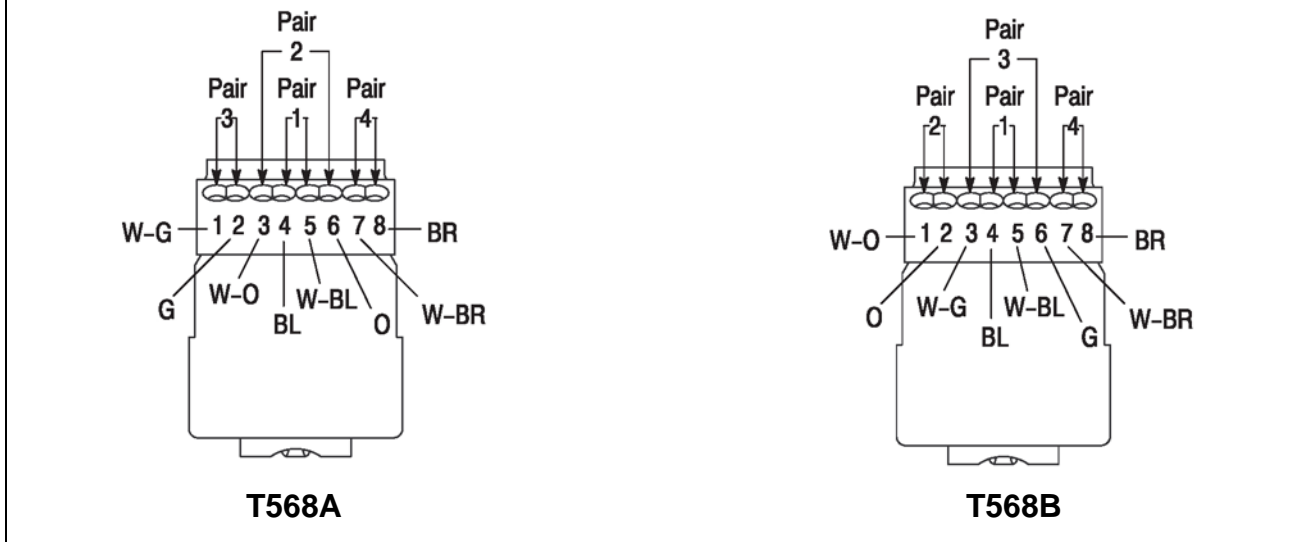 Pair
2
Pair Pair Pair
3 1 4
W-G 1 2 3 4 5 6 7 8 BR
G W-O BL W-BL O W-BR
T568A
Pair
3
Pair Pair Pair
2 1 4
W-O 1 2 3 4 5 6 7 8 BR
O W-G BL W-BL G W-BR
T568B